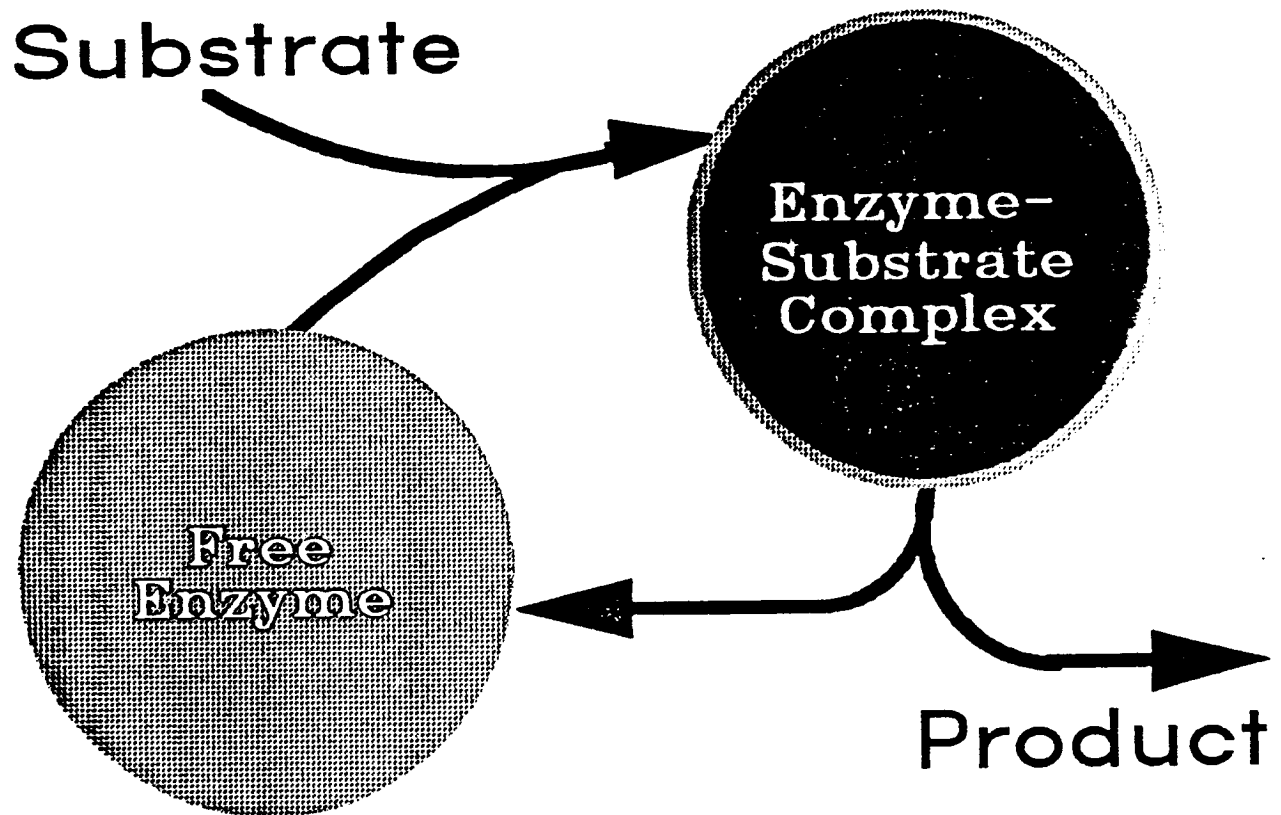 Substrate
Enzyme-
Substrate
Complex
Free
Enzyme
Product